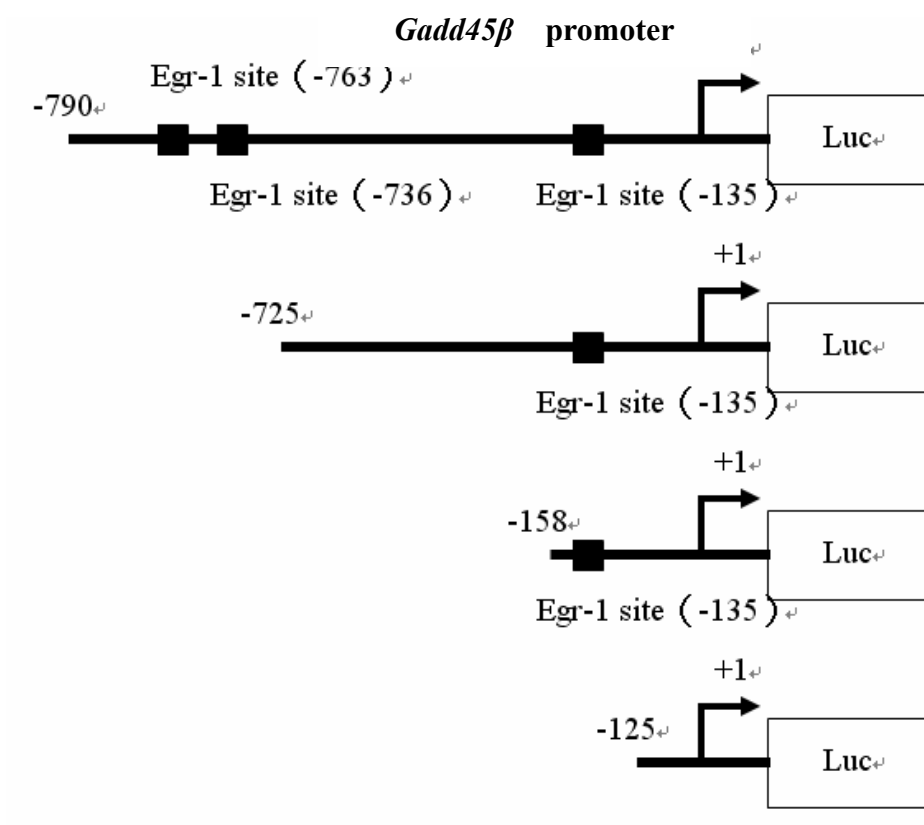 Gadd45β promoter
Egr-1 site (-763)
-790
Luc
Egr-1 site (-736) Egr-1 site (-135)
+1
-725
Luc
Egr-1 site (-135)
+1
-158
Luc
Egr-1 site (-135)
+1
-125
Luc